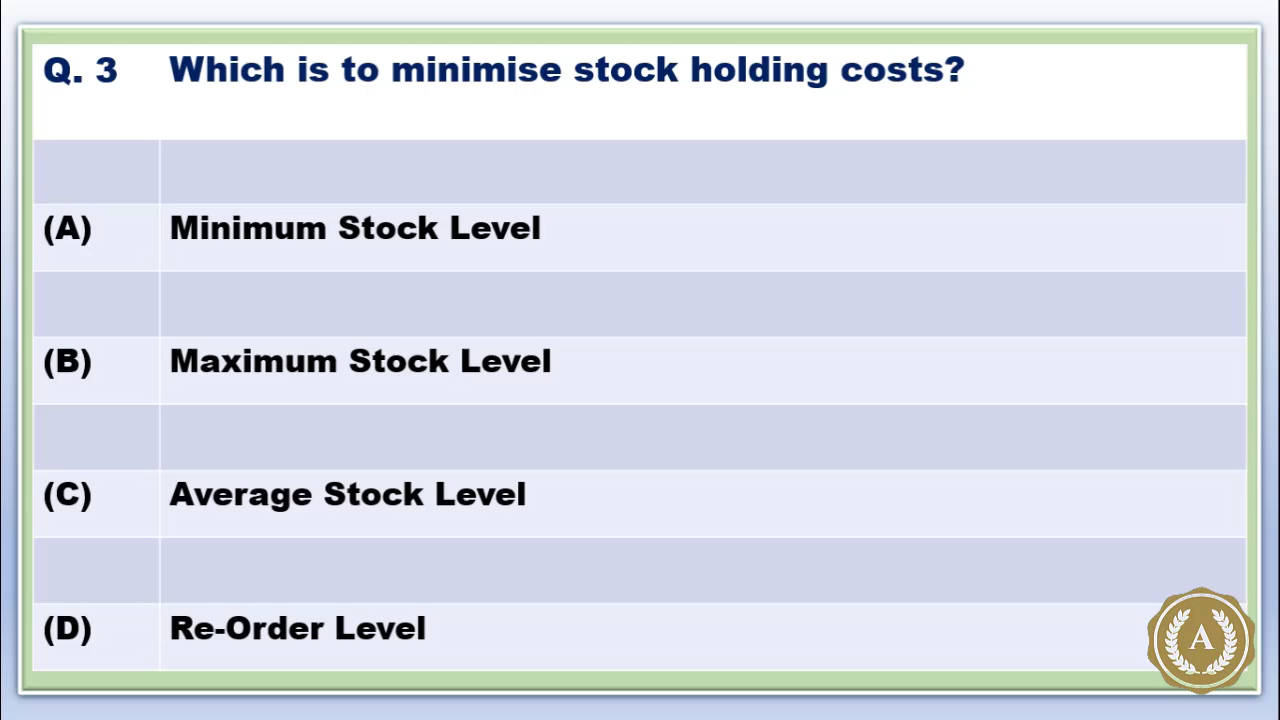 Q. 3 Which is to minimise stock holding costs?
(A) Minimum Stock Level
(B) Maximum Stock Level
(C) Average Stock Level
(D) Re-Order Level
A